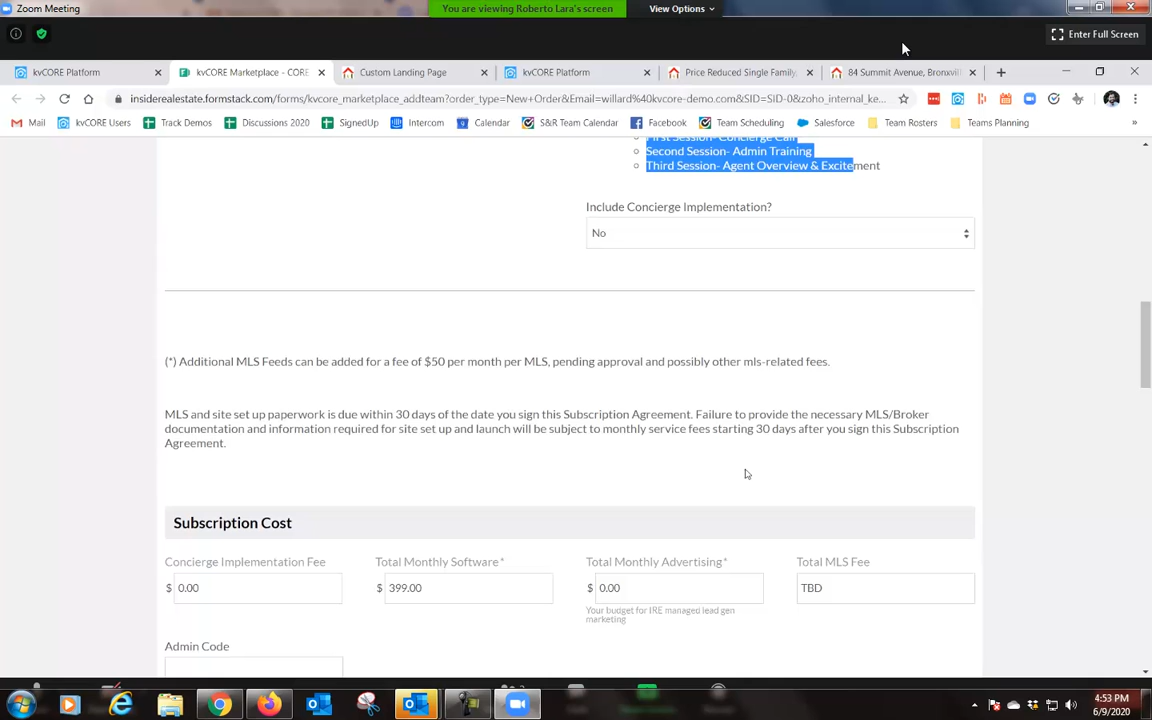 Zoom Meeting
You are viewing Roberto Lara's screen
View Options
Enter Full Screen
kvCORE Platform
kvCORE Marketplace - CORE
Custom Landing Page
kvCORE Platform
Price Reduced Single Family,
84 Summit Avenue, Bronxvill
insiderealestate.formstack.com/forms/kvcore_marketplace_addteam?order_type=New+Order&Email=willard%40kvcore-demo.com&SID=SID-0&zoho_internal_ke...
Mail
kvCORE Users
Track Demos
Discussions 2020
SignedUp
Intercom
Calendar
S&R Team Calendar
Facebook
Team Scheduling
Salesforce
Team Rosters
Teams Planning
First Session- Concierge Call
Second Session- Admin Training
Third Session- Agent Overview & Excitement
Include Concierge Implementation?
No
(*) Additional MLS Feeds can be added for a fee of $50 per month per MLS, pending approval and possibly other mls-related fees.
MLS and site set up paperwork is due within 30 days of the date you sign this Subscription Agreement. Failure to provide the necessary MLS/Broker
documentation and information required for site set up and launch will be subject to monthly service fees starting 30 days after you sign this Subscription
Agreement.
Subscription Cost
Concierge Implementation Fee
Total Monthly Software*
Total Monthly Advertising*
Total MLS Fee
$ 0.00
$ 399.00
$ 0.00
TBD
Your budget for IRE managed lead gen
marketing
Admin Code
4:53 PM
6/9/2020